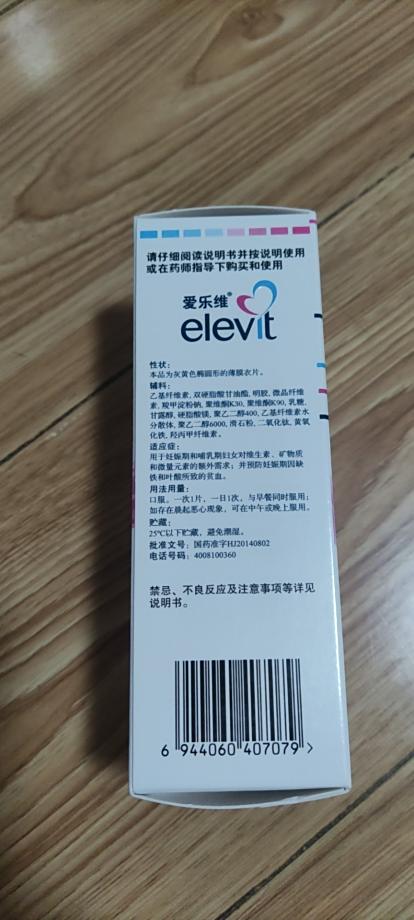 请仔细阅读说明书并按说明使用
或在药师指导下购买和使用
爱乐维®
elevit
性状：
本品为灰黄色椭圆形的薄膜衣片。
辅料：
乙基纤维素, 双硬脂酸甘油酯, 明胶, 微晶纤维
素, 羧甲淀粉钠, 聚维酮K30, 聚维酮K90, 乳糖,
甘露醇, 硬脂酸镁, 聚乙二醇400, 乙基纤维素水
分散体, 聚乙二醇6000, 滑石粉, 二氧化钛, 黄氧
化铁, 羟丙甲纤维素。
适应症：
用于妊娠期和哺乳期妇女对维生素、矿物质
和微量元素的额外需求；并预防妊娠期因缺
铁和叶酸所致的贫血。
用法用量：
口服。一次1片，一日1次，与早餐同时服用；
如存在晨起恶心现象，可在中午或晚上服用。
贮藏：
25℃以下贮藏，避免潮湿。
批准文号：国药准字HJ20140802
电话号码：4008100360
禁忌、不良反应及注意事项等详见
说明书。
6 944060 407079 >